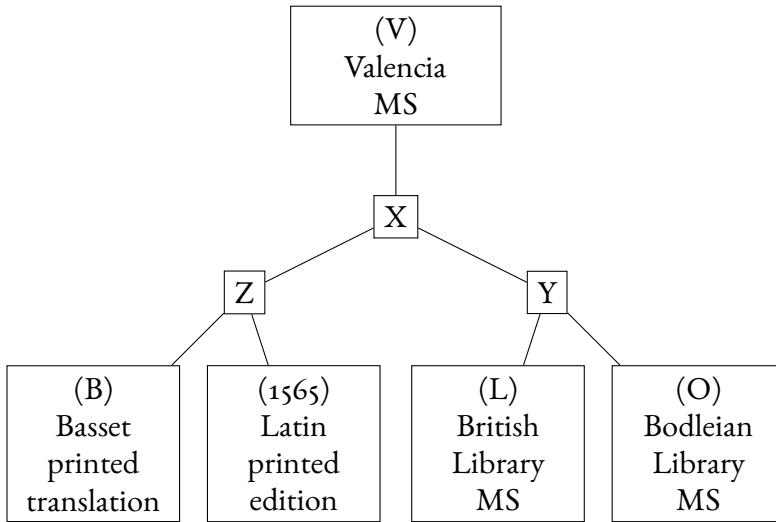 (V)
Valencia
MS
X
Z
Y
(B)
Basset
printed
translation
(1565)
Latin
printed
edition
(L)
British
Library
MS
(O)
Bodleian
Library
MS